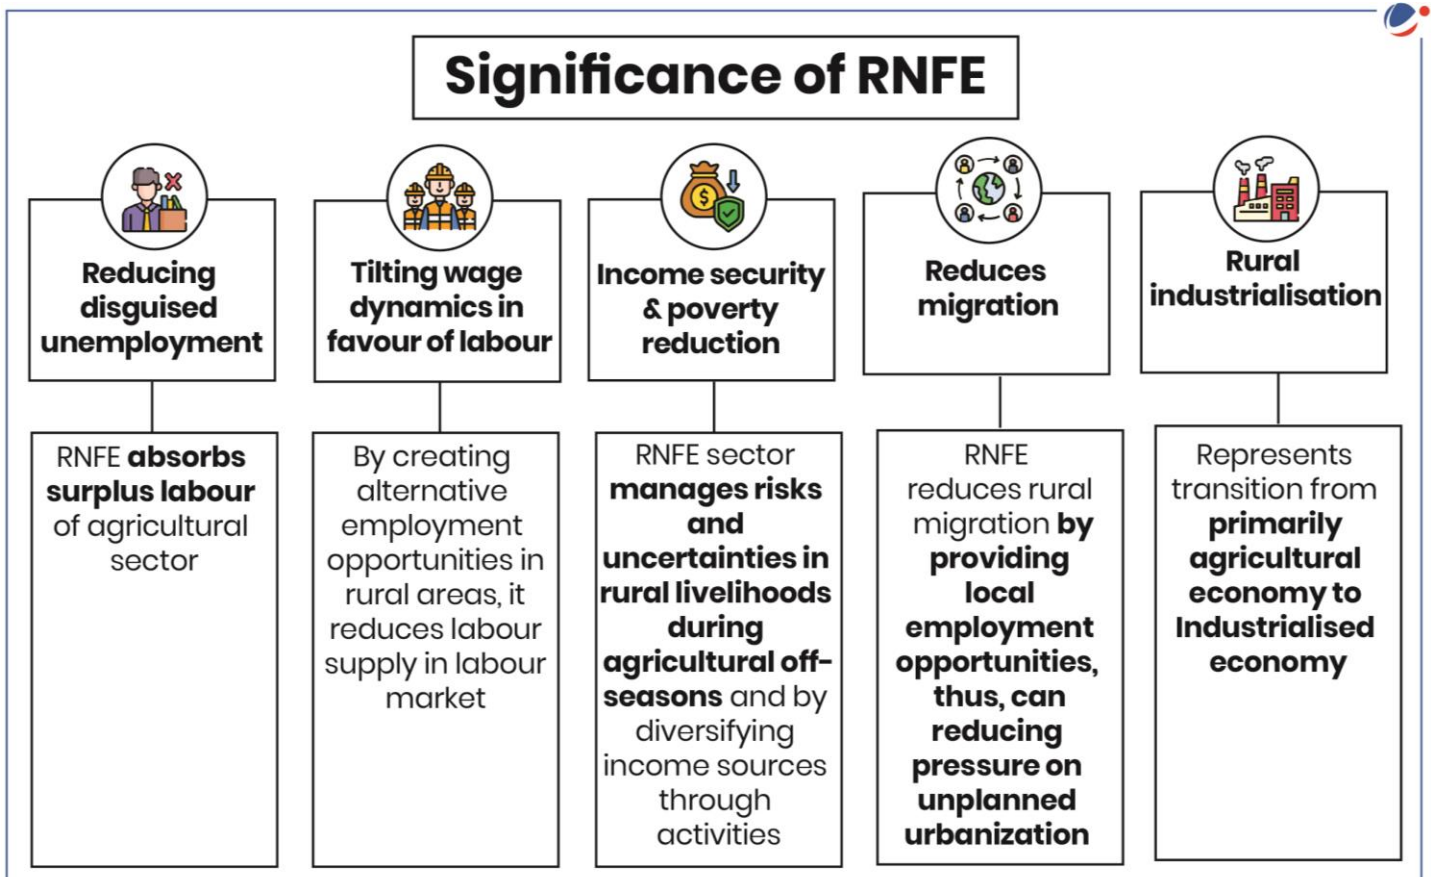 Significance of RNFE
Reducing
disguised
unemployment
RNFE absorbs
surplus labour
of agricultural
sector
Tilting wage
dynamics in
favour of labour
By creating
alternative
employment
opportunities in
rural areas, it
reduces labour
supply in labour
market
Income security
& poverty
reduction
RNFE sector
manages risks
and
uncertainties in
rural livelihoods
during
agricultural off-
seasons and by
diversifying
income sources
through
activities
Reduces
migration
RNFE
reduces rural
migration by
providing
local
employment
opportunities,
thus, can
reducing
pressure on
unplanned
urbanization
Rural
industrialisation
Represents
transition from
primarily
agricultural
economy to
Industrialised
economy